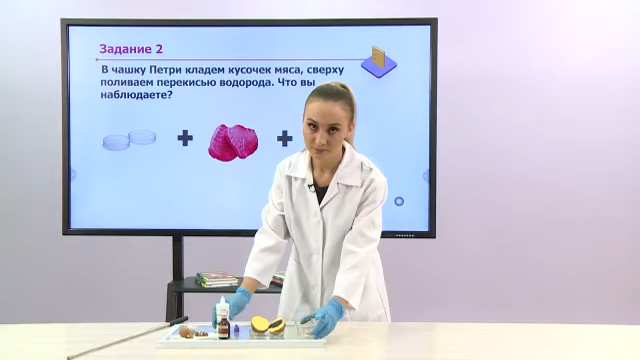 Задание 2
В чашку Петри кладем кусочек мяса, сверху
поливаем перекисью водорода. Что вы
наблюдаете?